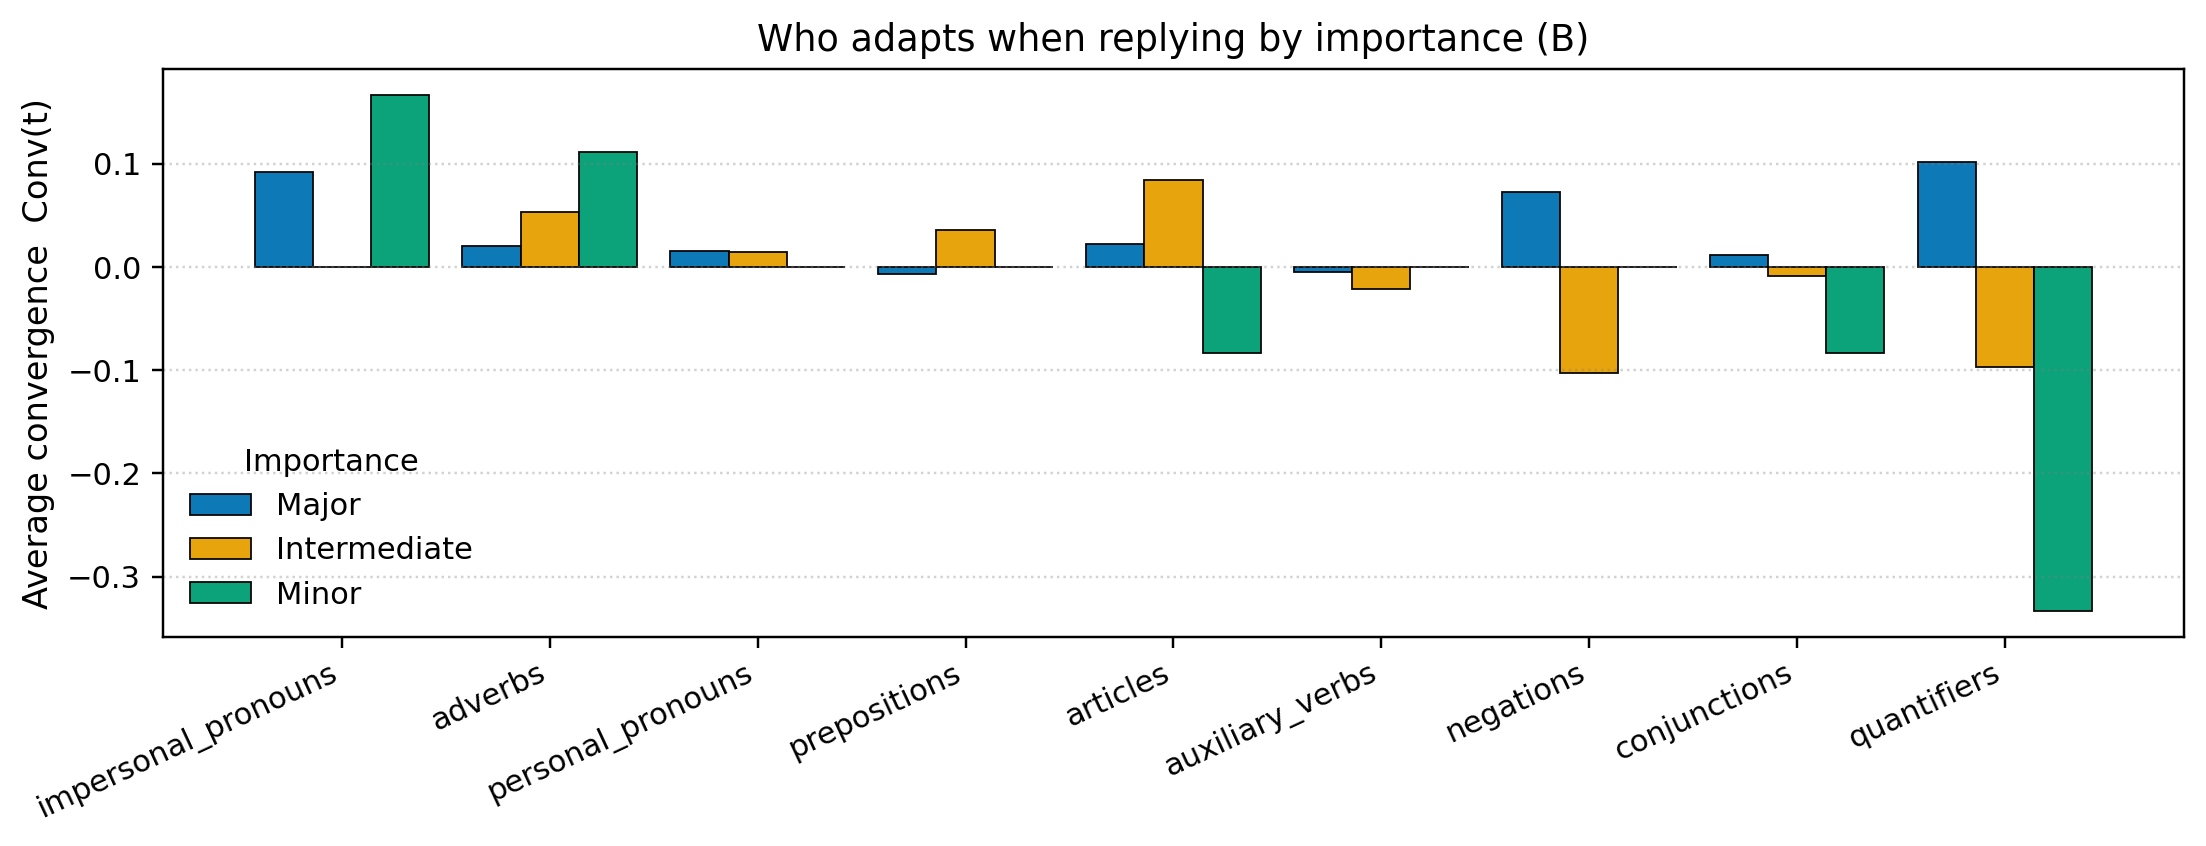 Who adapts when replying by importance (B)
Average convergence Conv(t)
0.1
0.0
−0.1
−0.2
−0.3
Importance
Major
Intermediate
Minor
impersonal_pronouns
adverbs
personal_pronouns
prepositions
articles
auxiliary_verbs
negations
conjunctions
quantifiers